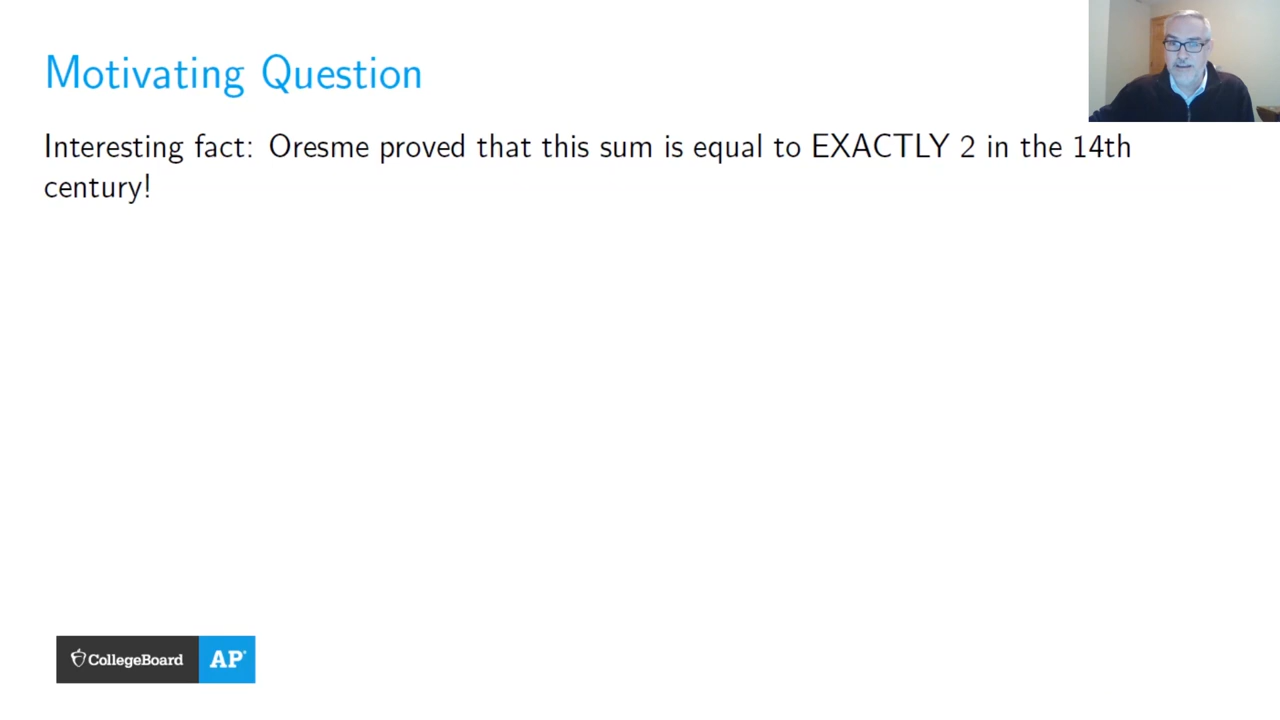 Motivating Question
Interesting fact: Oresme proved that this sum is equal to EXACTLY 2 in the 14th
century!
CollegeBoard AP®